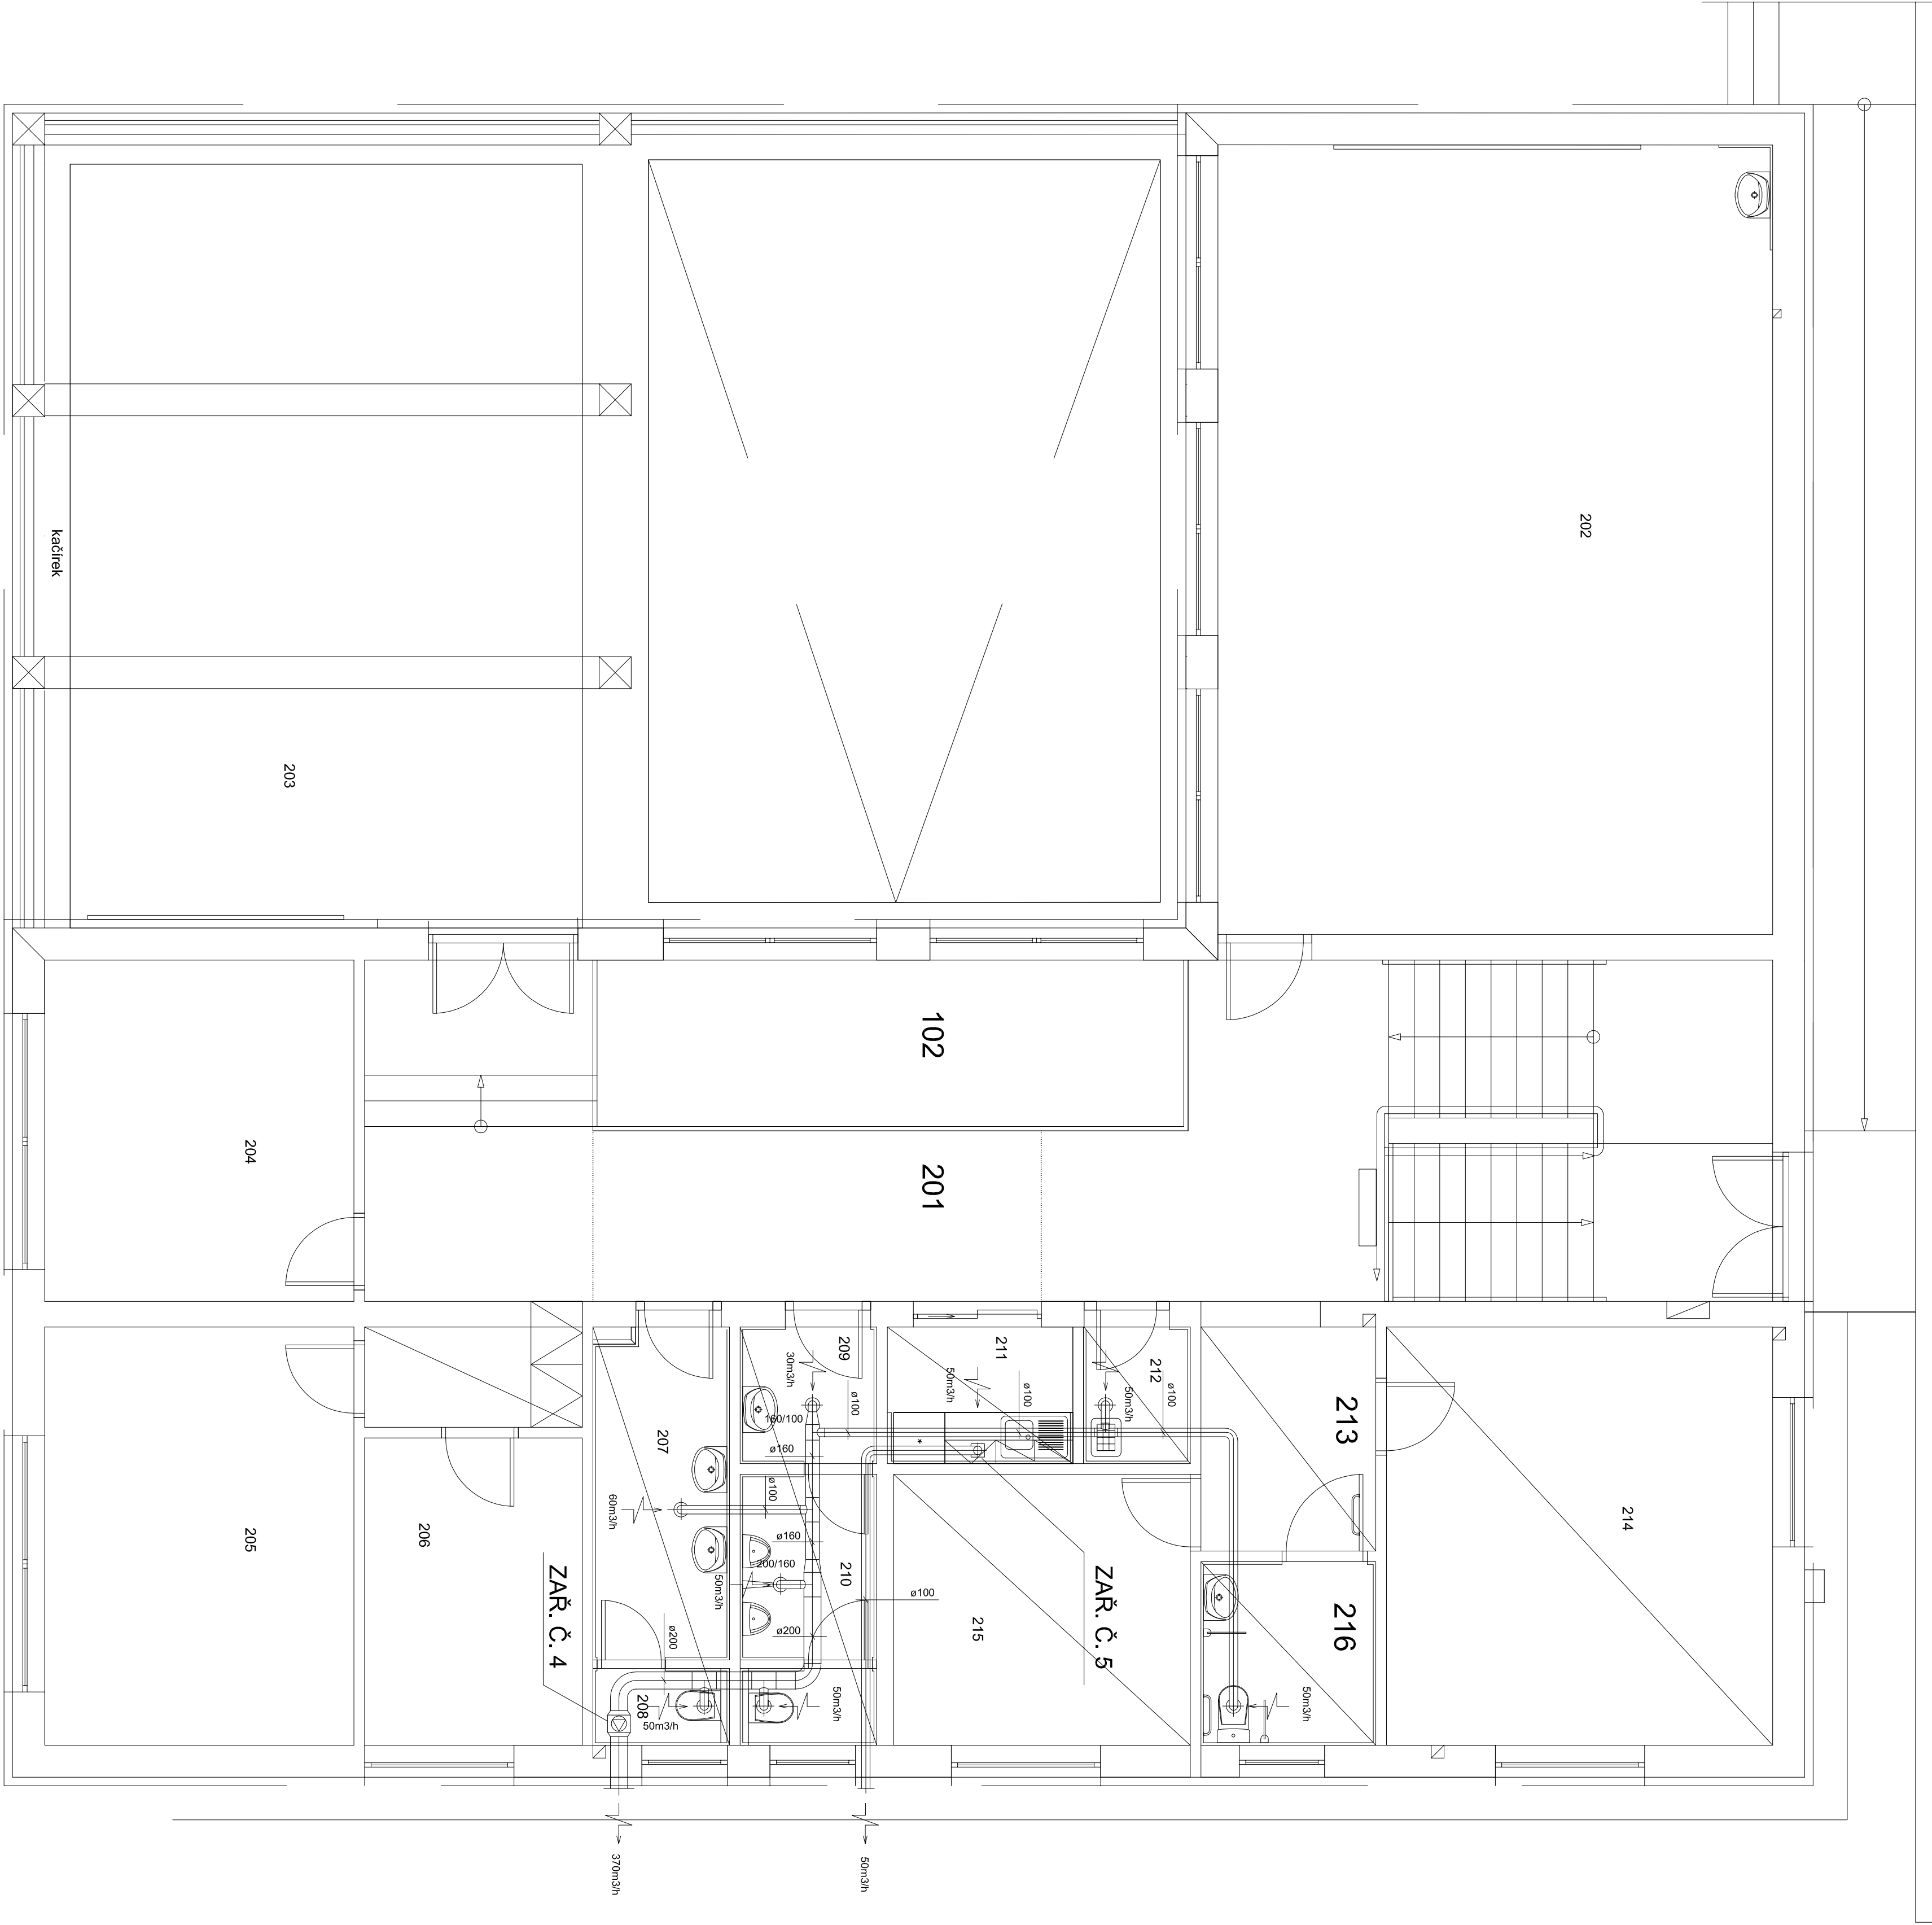 202
kačírek
203
102
201
204
205
206
207
208
209
210
211
212
213
214
215
216
ZAŘ. Č. 4
ZAŘ. Č. 5
30m3/h
ø100
160/100
ø160
ø100
60m3/h
ø160
200/160
50m3/h
ø200
ø200
50m3/h
50m3/h
50m3/h
ø100
50m3/h
ø100
ø100
50m3/h
370m3/h
50m3/h
*